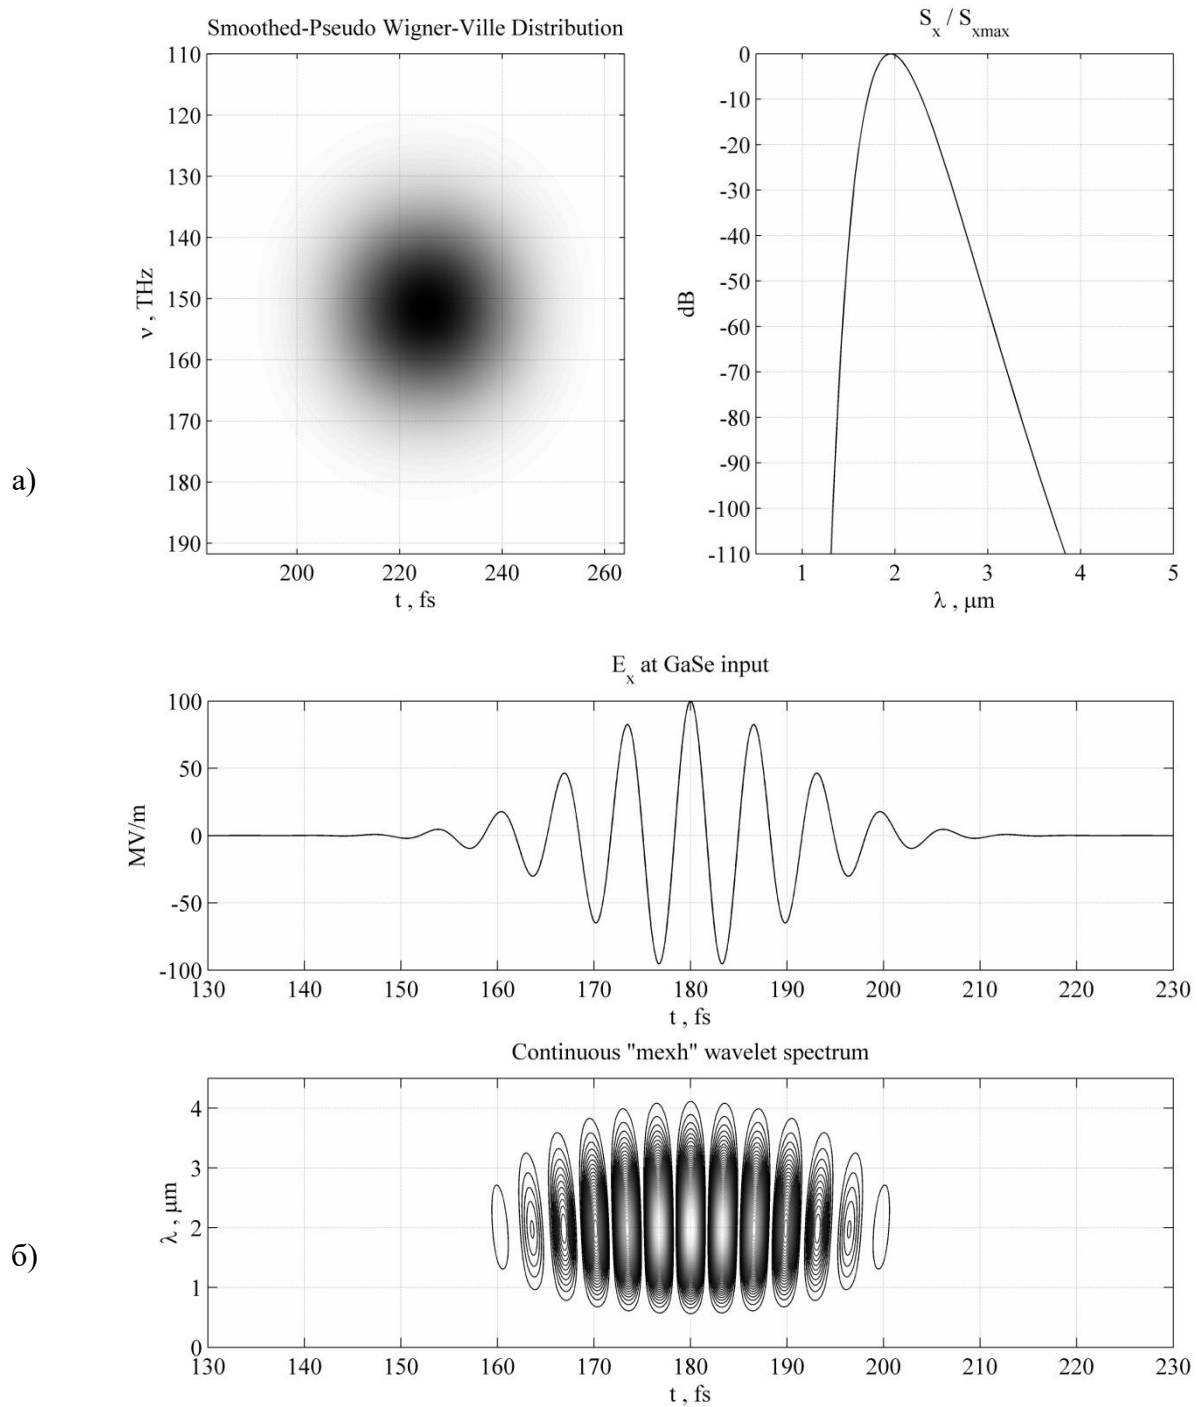 Smoothed-Pseudo Wigner-Ville Distribution
110
120
130
140
150
160
170
180
190
ν , THz
200 220 240 260
t , fs
S_x / S_xmax
0
-10
-20
-30
-40
-50
-60
-70
-80
-90
-100
-110
dB
1 2 3 4 5
λ , μm
а)
E_x at GaSe input
100
50
0
-50
-100
MV/m
130 140 150 160 170 180 190 200 210 220 230
t , fs
Continuous "mexh" wavelet spectrum
4
3
2
1
0
λ , μm
130 140 150 160 170 180 190 200 210 220 230
t , fs
б)